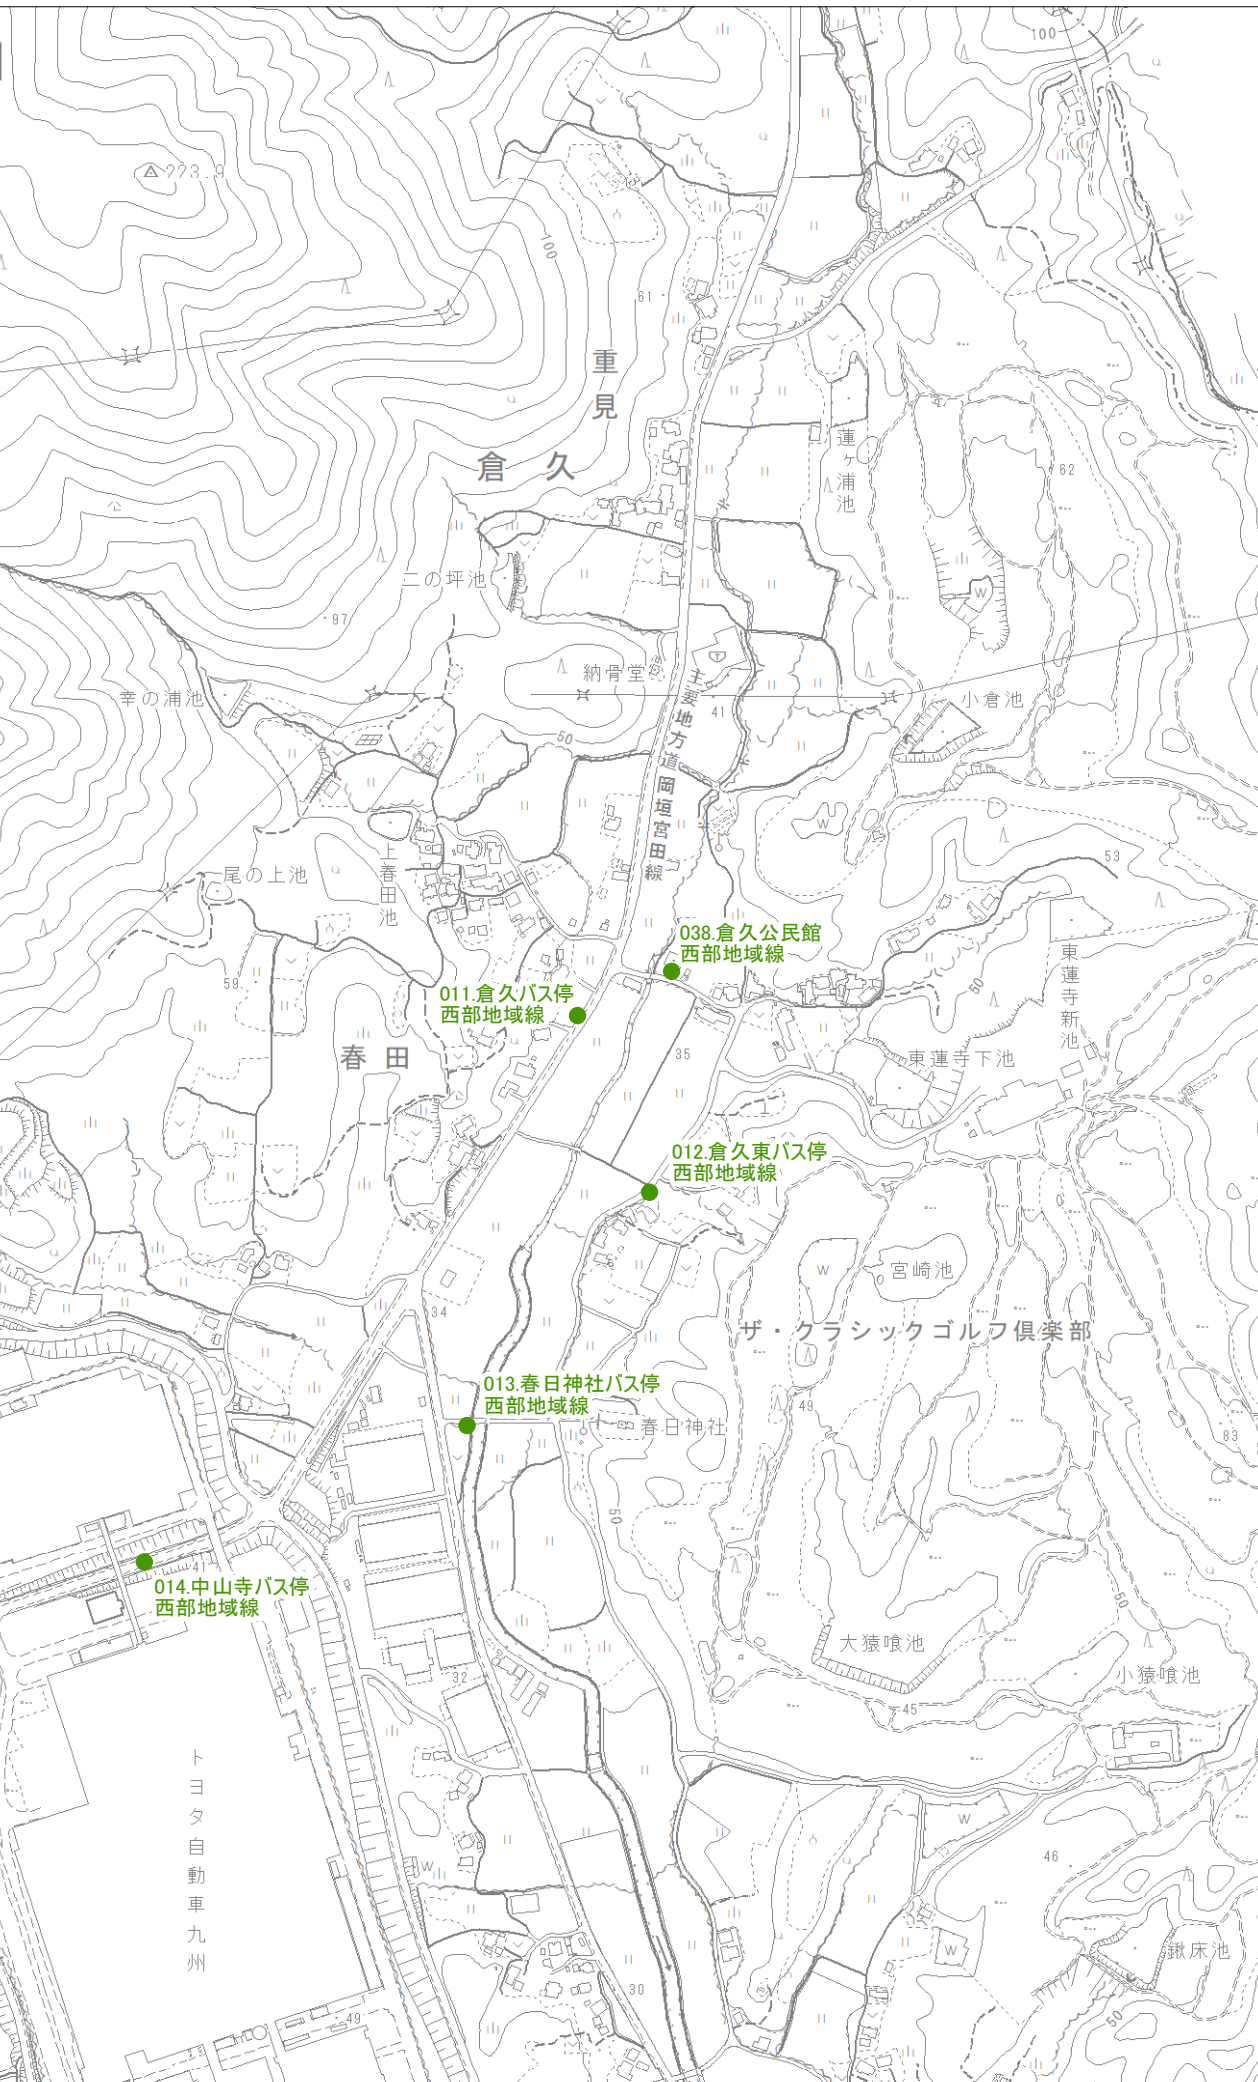 100
223.9
100
61
重見
倉久
蓮ヶ浦池
62
二の坪池
97
納骨堂
主要地方道岡垣宮田線
幸の浦池
41
小倉池
50
W
W
53
上春田池
尾の上池
038.倉久公民館
西部地域線
東蓮寺新池
59
011.倉久バス停
西部地域線
50
春田
35
東蓮寺下池
012.倉久東バス停
西部地域線
W
宮崎池
34
ザ・クラシックゴルフ倶楽部
013.春日神社バス停
西部地域線
49
春日神社
83
50
41
014.中山寺バス停
西部地域線
50
大猿喰池
小猿喰池
32
45
トヨタ自動車九州
W
46
W
W
鍬床池
30
49
50